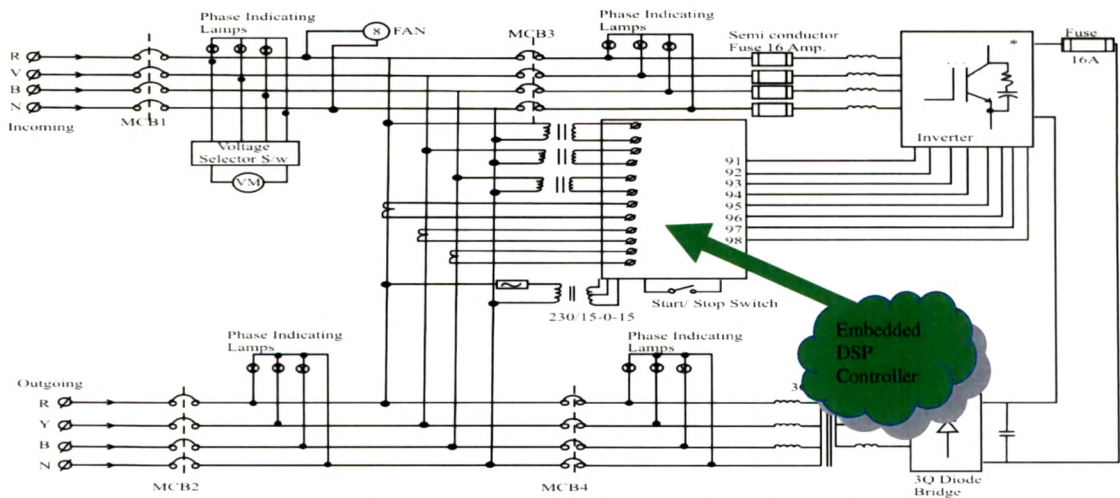 Phase Indicating
Lamps
8
FAN
MCB3
Phase Indicating
Lamps
Semi conductor
Fuse 16 Amp.
*
Fuse
16A
R
V
B
N
Incoming
MCB1
Voltage
Selector S/w
VM
Inverter
91
92
93
94
95
96
97
98
Start/ Stop Switch
230/15-0-15
Embedded
DSP
Controller
Phase Indicating
Lamps
Phase Indicating
Lamps
Outgoing
R
Y
B
N
MCB2
MCB4
3Q Diode
Bridge